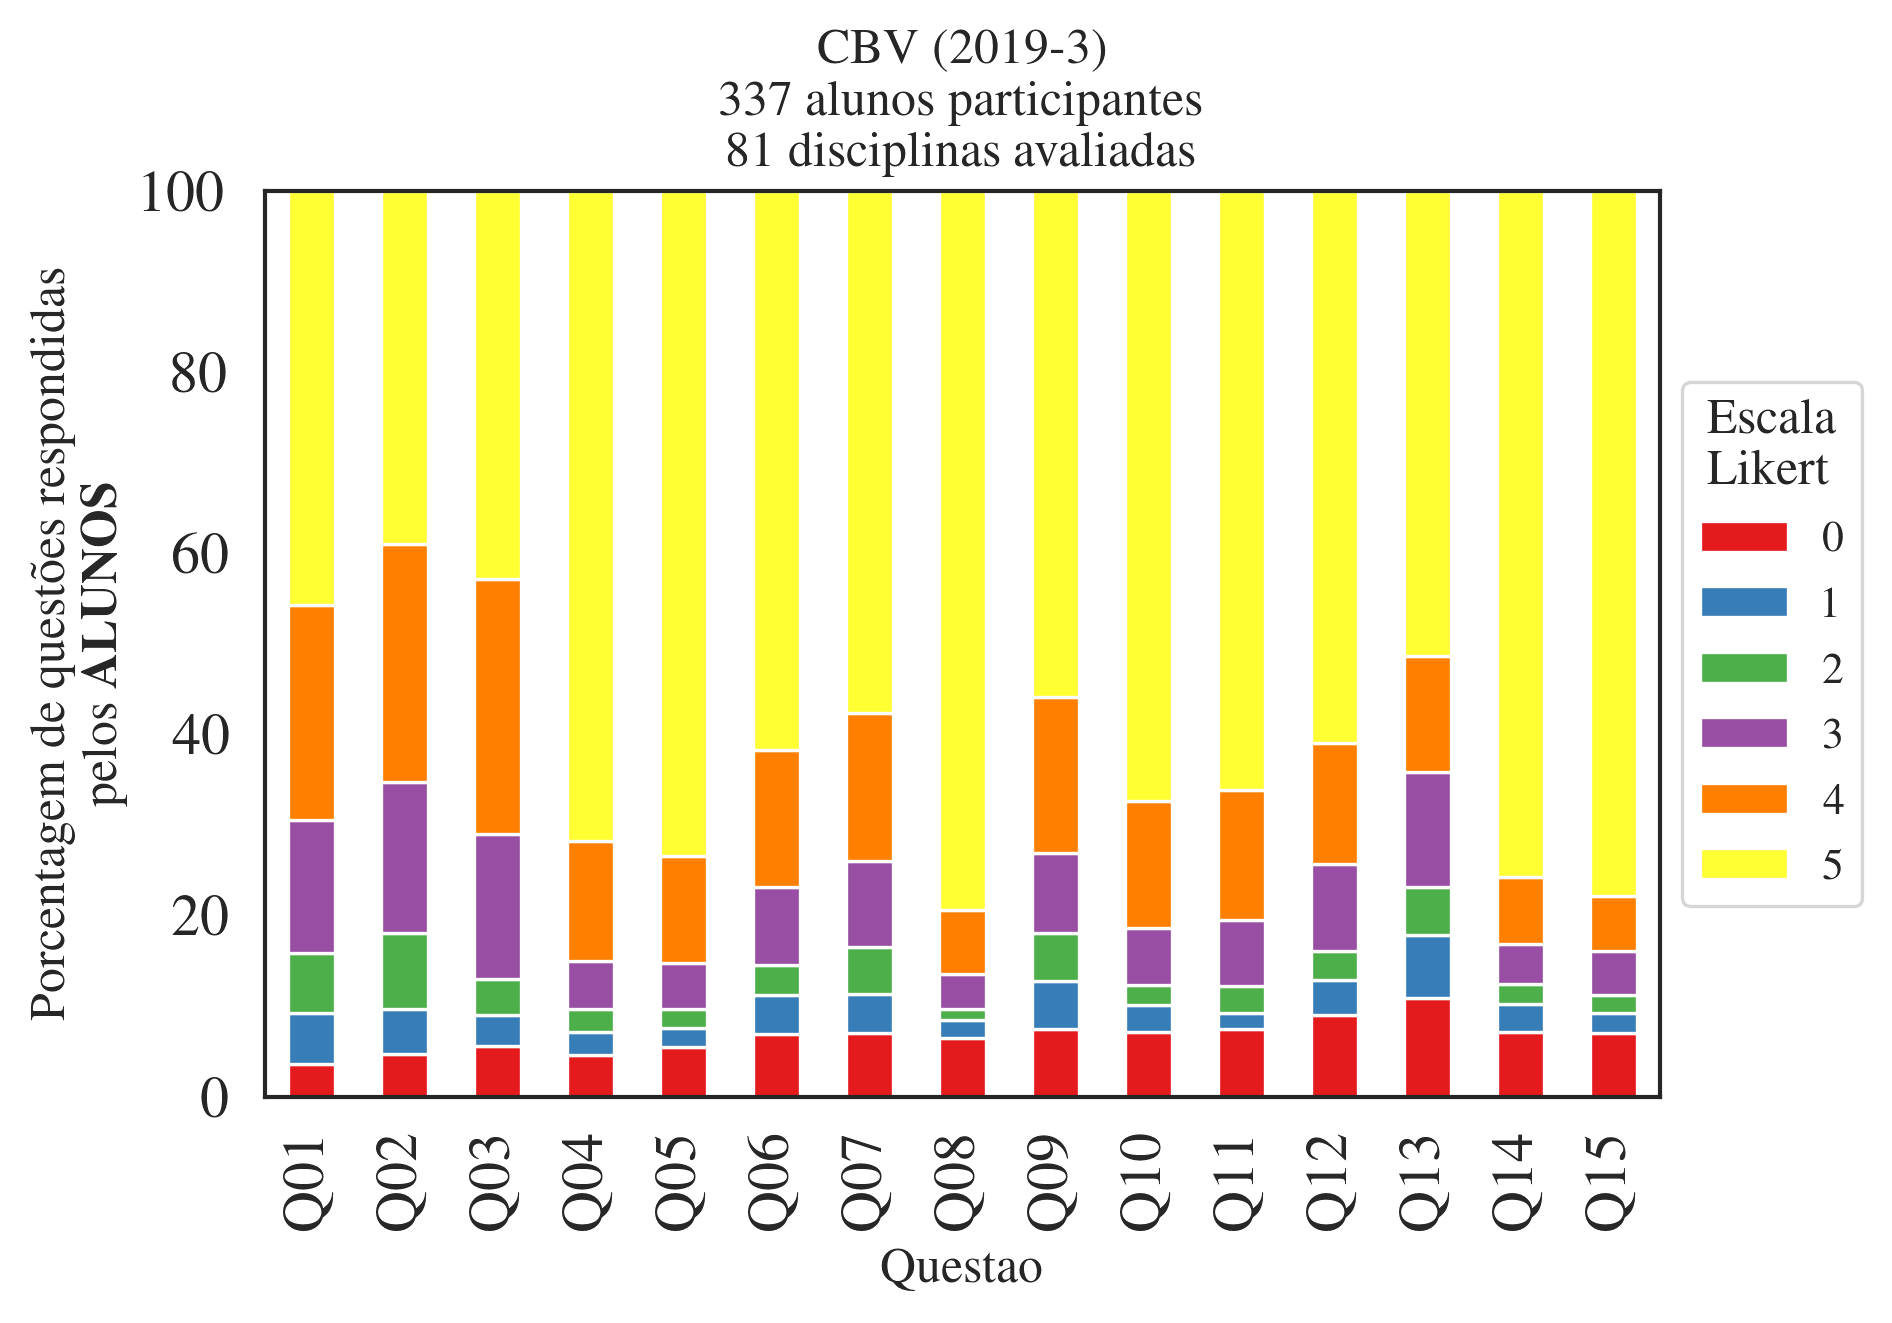 CBV (2019-3)
337 alunos participantes
81 disciplinas avaliadas
Porcentagem de questões respondidas
pelos ALUNOS
100
80
60
40
20
0
Q01
Q02
Q03
Q04
Q05
Q06
Q07
Q08
Q09
Q10
Q11
Q12
Q13
Q14
Q15
Questao
Escala
Likert
0
1
2
3
4
5